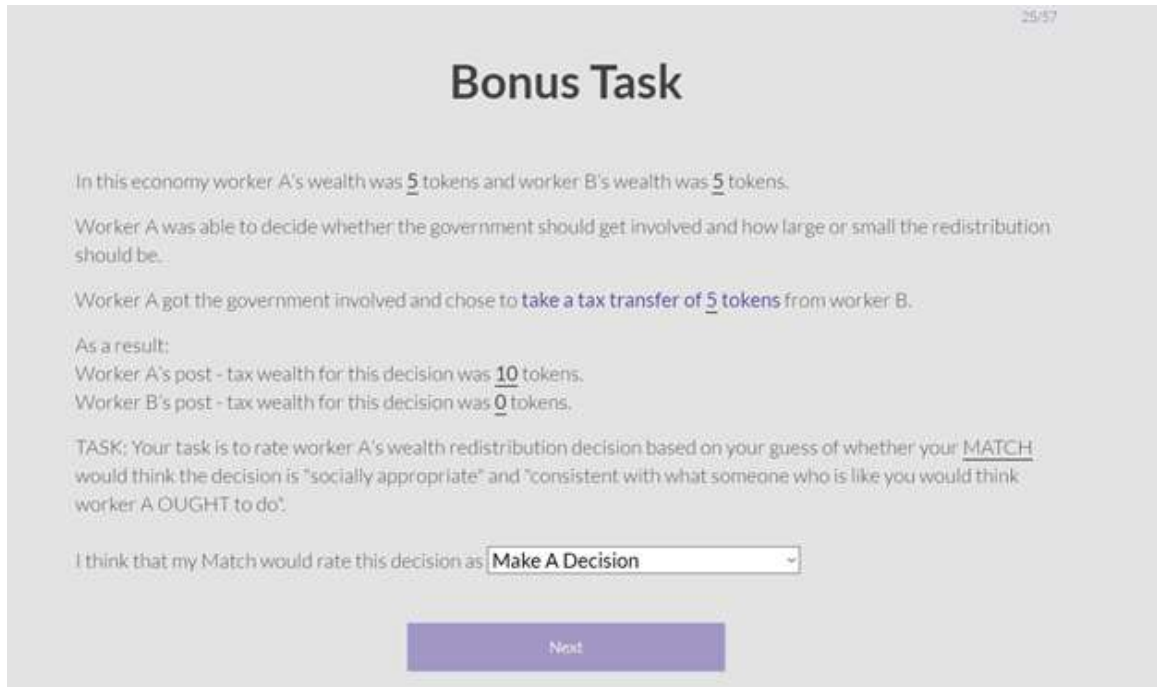 25/57
Bonus Task
In this economy worker A's wealth was 5 tokens and worker B's wealth was 5 tokens.
Worker A was able to decide whether the government should get involved and how large or small the redistribution
should be.
Worker A got the government involved and chose to take a tax transfer of 5 tokens from worker B.
As a result:
Worker A's post - tax wealth for this decision was 10 tokens.
Worker B's post - tax wealth for this decision was 0 tokens.
TASK: Your task is to rate worker A's wealth redistribution decision based on your guess of whether your MATCH
would think the decision is "socially appropriate" and "consistent with what someone who is like you would think
worker A OUGHT to do".
I think that my Match would rate this decision as Make A Decision
Next